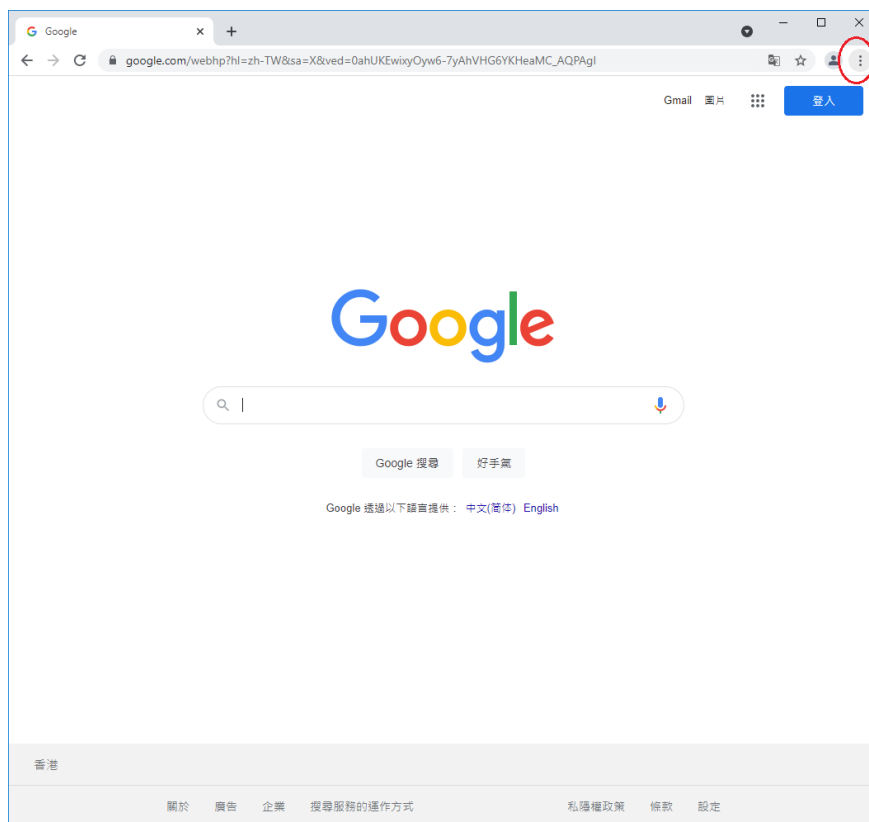 Google
google.com/webhp?hl=zh-TW&sa=X&ved=0ahUKEwixyOyw6-7yAhVHG6YKHeaMC_AQPAgI
Gmail 圖片 登入
Google
Google 搜尋 好手氣
Google 透過以下語言提供： 中文(简体) English
香港
關於 廣告 企業 搜尋服務的運作方式 私隱權政策 條款 設定